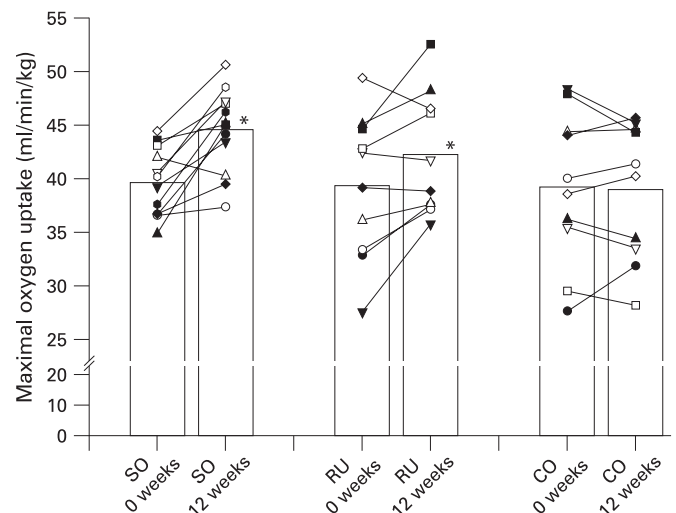 Maximal oxygen uptake (ml/min/kg)
55
50
45
40
35
30
25
20
10
0
*
*
SO
0 weeks
SO
12 weeks
RU
0 weeks
RU
12 weeks
CO
0 weeks
CO
12 weeks